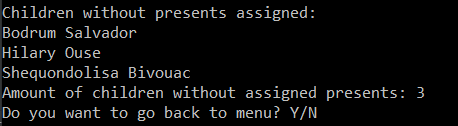 Children without presents assigned:
Bodrum Salvador
Hilary Ouse
Shequondolisa Bivouac
Amount of children without assigned presents: 3
Do you want to go back to menu? Y/N